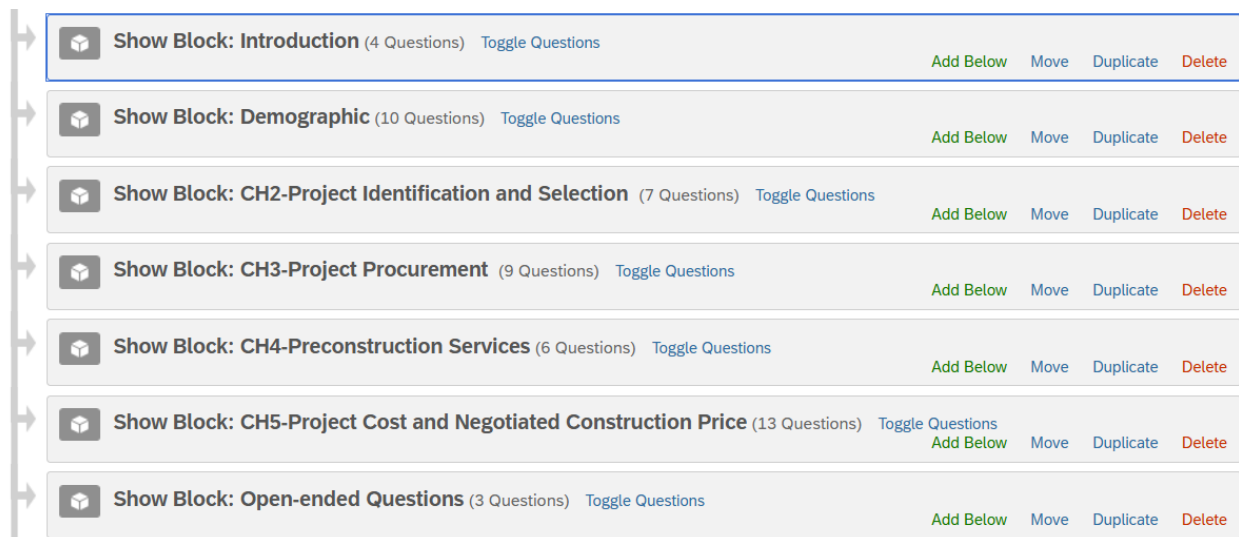 Show Block: Introduction (4 Questions) Toggle Questions
Add Below Move Duplicate Delete
Show Block: Demographic (10 Questions) Toggle Questions
Add Below Move Duplicate Delete
Show Block: CH2-Project Identification and Selection (7 Questions) Toggle Questions
Add Below Move Duplicate Delete
Show Block: CH3-Project Procurement (9 Questions) Toggle Questions
Add Below Move Duplicate Delete
Show Block: CH4-Preconstruction Services (6 Questions) Toggle Questions
Add Below Move Duplicate Delete
Show Block: CH5-Project Cost and Negotiated Construction Price (13 Questions) Toggle Questions
Add Below Move Duplicate Delete
Show Block: Open-ended Questions (3 Questions) Toggle Questions
Add Below Move Duplicate Delete